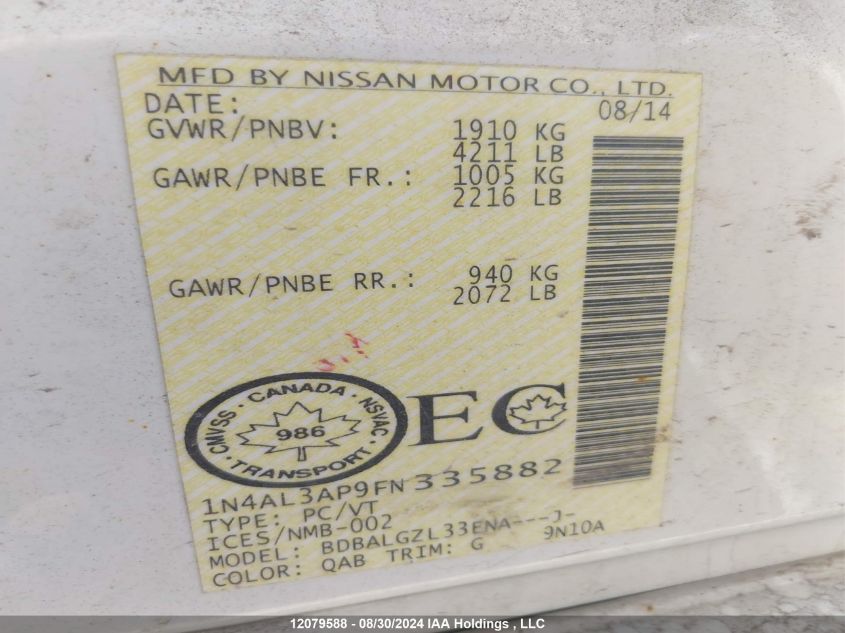 MFD BY NISSAN MOTOR CO., LTD.
DATE: 08/14
GVWR/PNBV: 1910 KG
4211 LB
GAWR/PNBE FR.: 1005 KG
2216 LB
GAWR/PNBE RR.: 940 KG
2072 LB
CANADA · NSVAC · TRANSPORT · CMVSS ·
986
EC
1N4AL3AP9FN335882
TYPE: PC/VT
ICES/NMB-002
MODEL: BDBALGZL33ENA---J-
COLOR: QAB TRIM: G 9N10A
12079588 - 08/30/2024 IAA Holdings , LLC